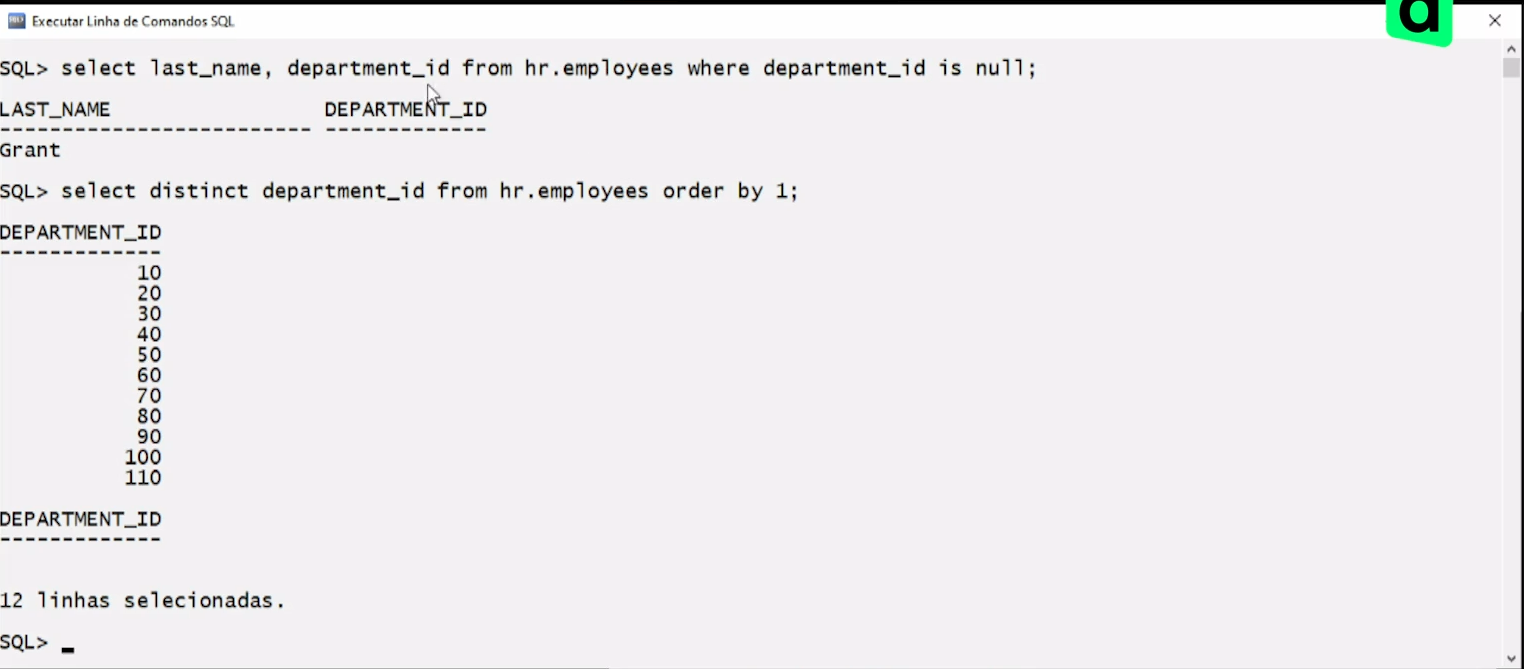 Executar Linha de Comandos SQL
d
SQL> select last_name, department_id from hr.employees where department_id is null;
LAST_NAME                 DEPARTMENT_ID
------------------------- -------------
Grant
SQL> select distinct department_id from hr.employees order by 1;
DEPARTMENT_ID
-------------
10
20
30
40
50
60
70
80
90
100
110
DEPARTMENT_ID
-------------
12 linhas selecionadas.
SQL> _